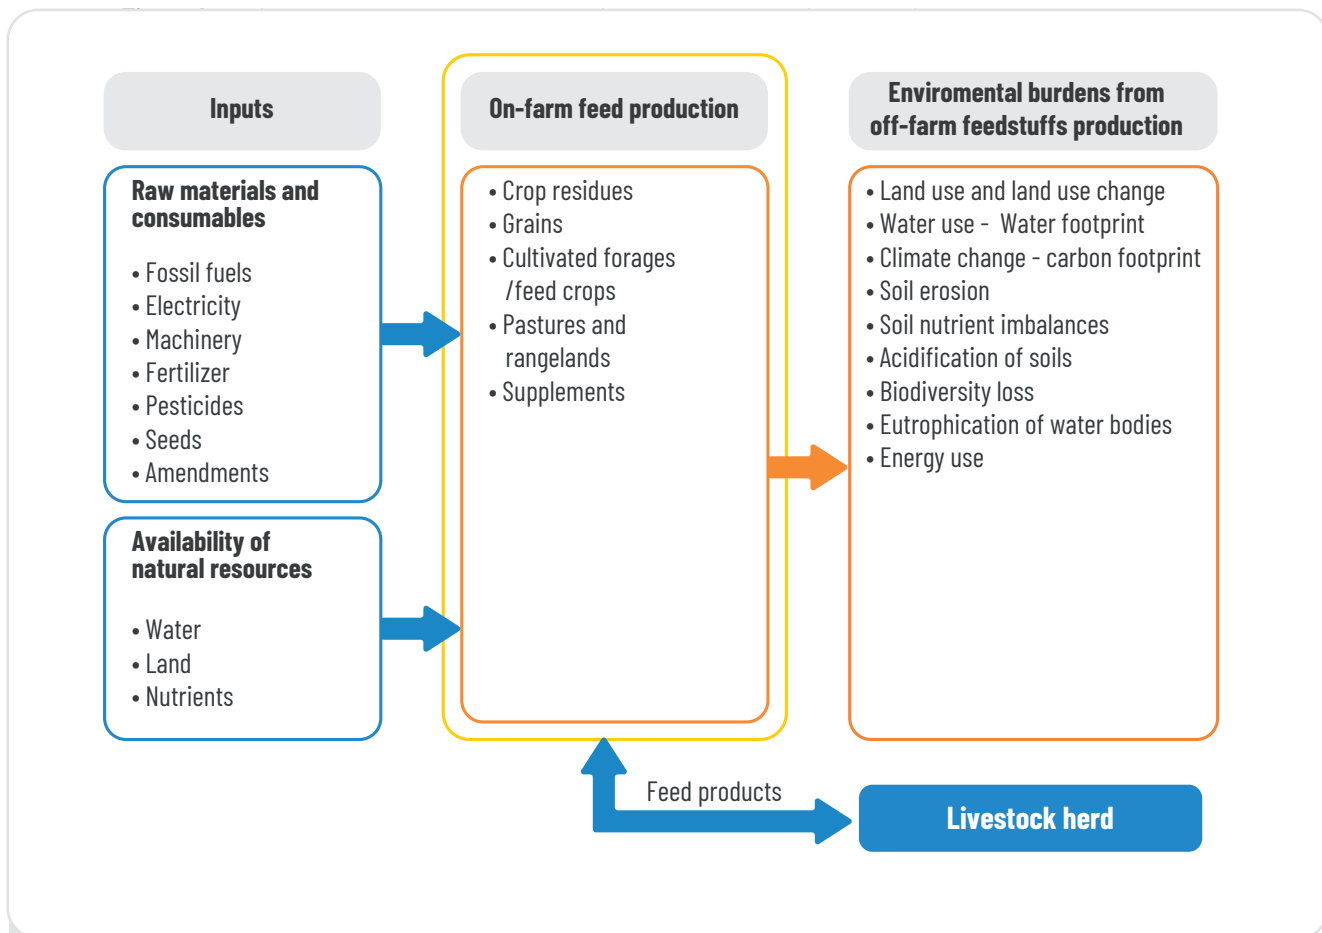 Inputs
Raw materials and
consumables
• Fossil fuels
• Electricity
• Machinery
• Fertilizer
• Pesticides
• Seeds
• Amendments
Availability of
natural resources
• Water
• Land
• Nutrients
On-farm feed production
• Crop residues
• Grains
• Cultivated forages
/feed crops
• Pastures and
rangelands
• Supplements
Enviromental burdens from
off-farm feedstuffs production
• Land use and land use change
• Water use - Water footprint
• Climate change - carbon footprint
• Soil erosion
• Soil nutrient imbalances
• Acidification of soils
• Biodiversity loss
• Eutrophication of water bodies
• Energy use
Feed products
Livestock herd